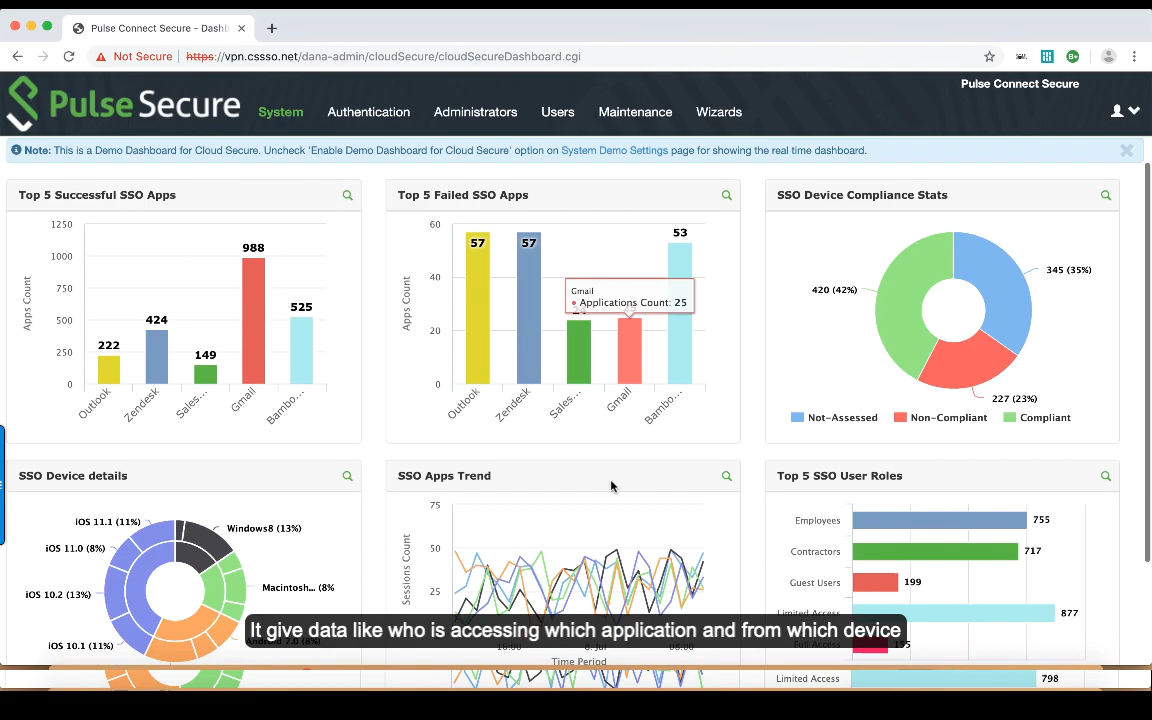 Pulse Connect Secure - Dashb
Not Secure
https://vpn.cssso.net/dana-admin/cloudSecure/cloudSecureDashboard.cgi
Pulse Connect Secure
Pulse Secure
System Authentication Administrators Users Maintenance Wizards
Note: This is a Demo Dashboard for Cloud Secure. Uncheck 'Enable Demo Dashboard for Cloud Secure' option on System Demo Settings page for showing the real time dashboard.
Top 5 Successful SSO Apps
1250
1000
750
500
250
0
Apps Count
222
424
149
988
525
Outlook
Zendesk
Sales...
Gmail
Bambo...
Top 5 Failed SSO Apps
60
40
20
0
Apps Count
57
57
53
Gmail
Applications Count: 25
Outlook
Zendesk
Sales...
Gmail
Bambo...
SSO Device Compliance Stats
345 (35%)
420 (42%)
227 (23%)
Not-Assessed Non-Compliant Compliant
SSO Device details
iOS 11.1 (11%)
Windows8 (13%)
iOS 11.0 (8%)
Macintosh... (8%
iOS 10.2 (13%)
iOS 10.1 (11%)
SSO Apps Trend
75
50
25
Sessions Count
Time Period
Top 5 SSO User Roles
Employees 755
Contractors 717
Guest Users 199
Limited Access 877
Full Access 155
Limited Access 798
It give data like who is accessing which application and from which device